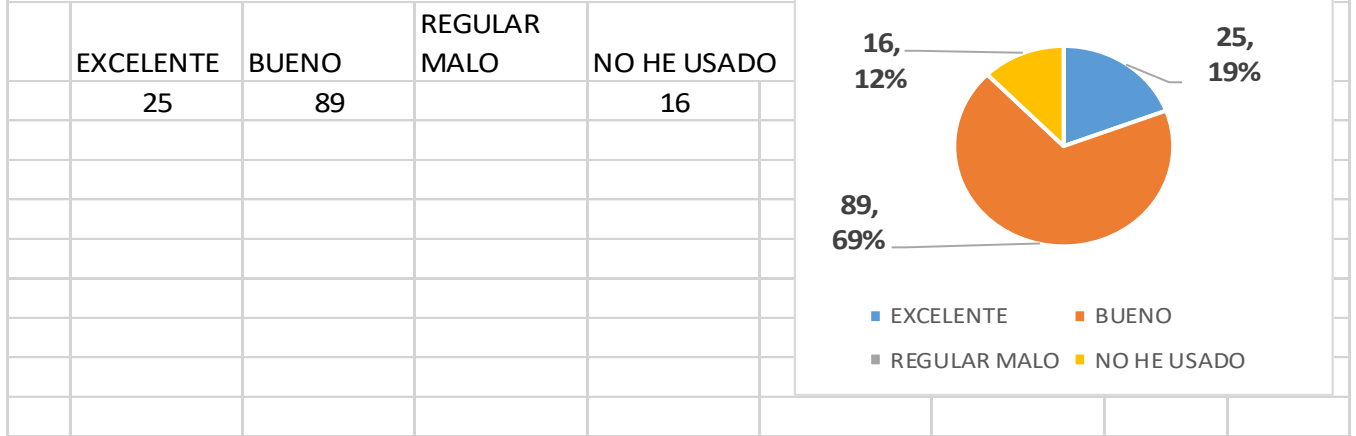 EXCELENTE BUENO REGULAR MALO NO HE USADO
25 89 16
16, 12%
25, 19%
89, 69%
EXCELENTE BUENO
REGULAR MALO NO HE USADO